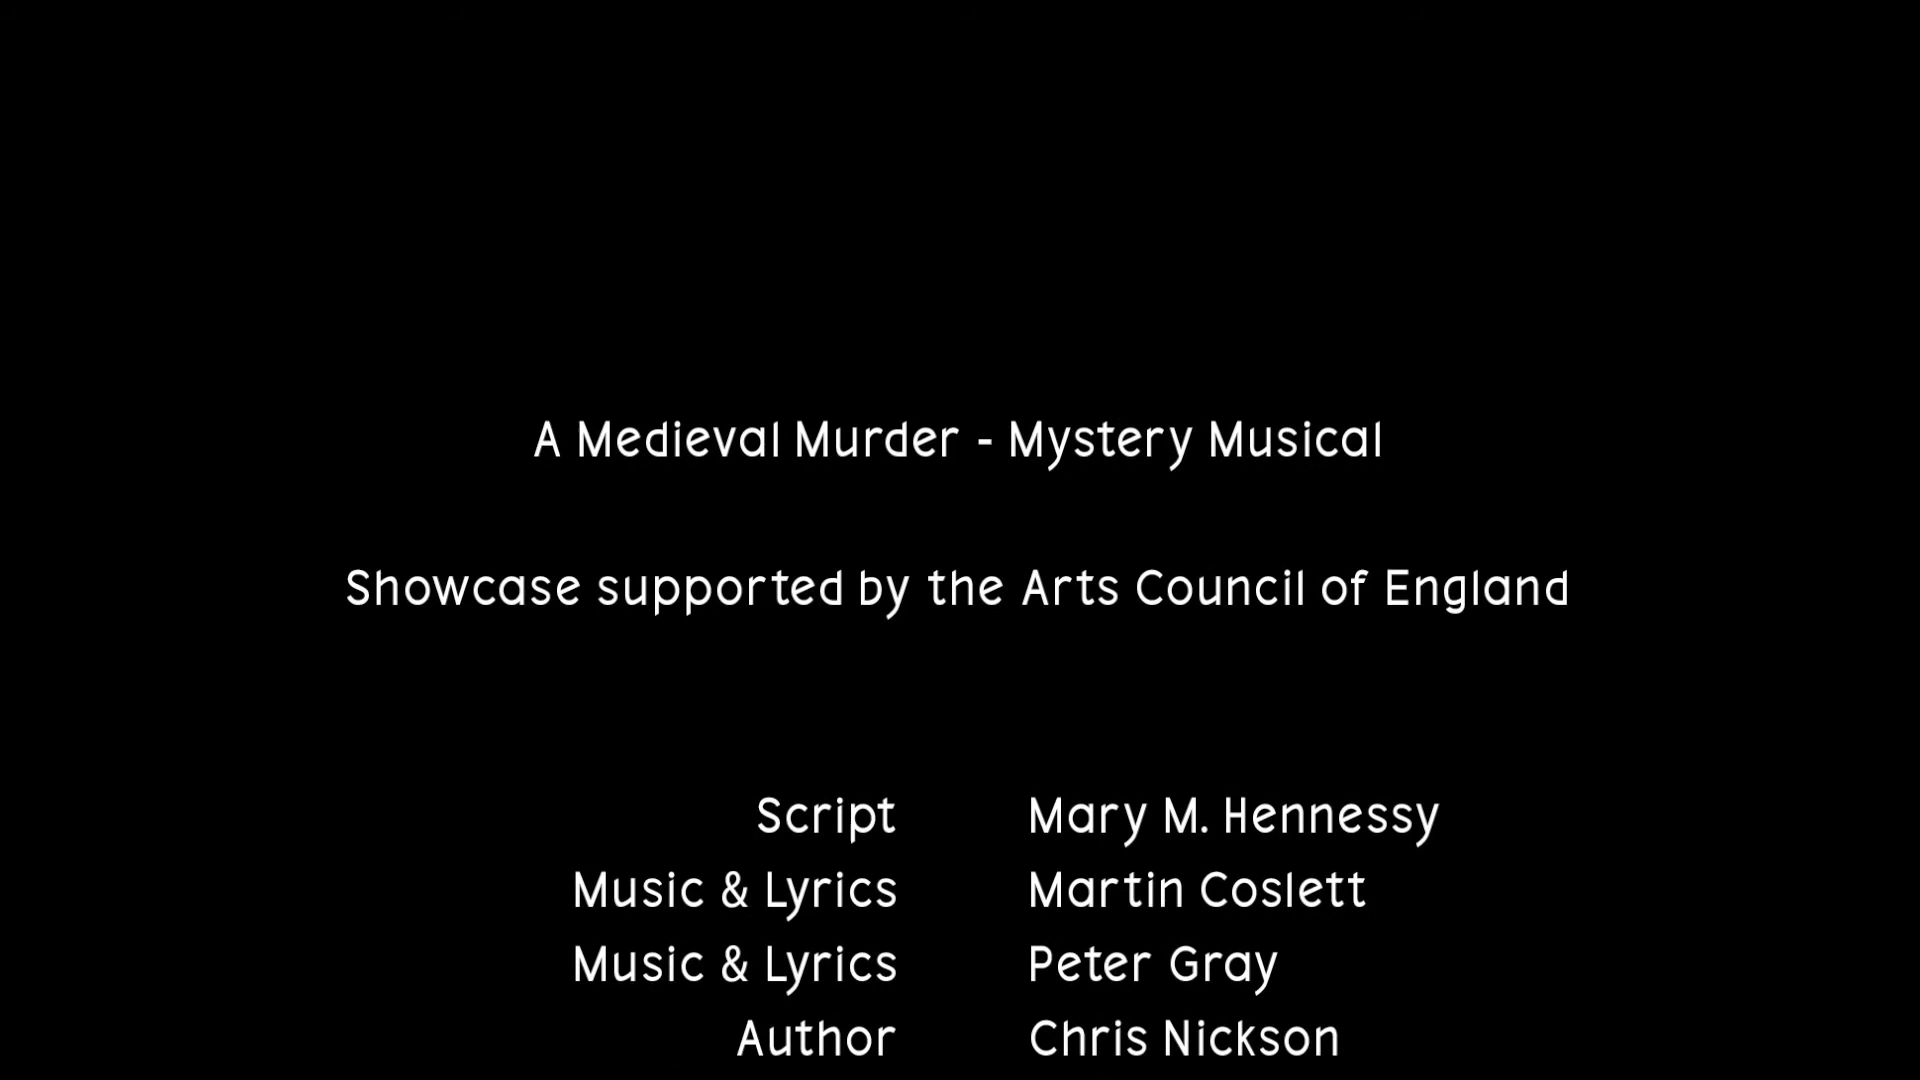 A Medieval Murder - Mystery Musical
Showcase supported by the Arts Council of England
Script Mary M. Hennessy
Music & Lyrics Martin Coslett
Music & Lyrics Peter Gray
Author Chris Nickson